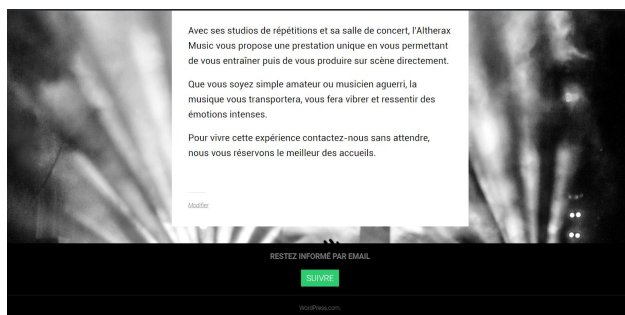 Avec ses studios de répétitions et sa salle de concert, l'Altherax
Music vous propose une prestation unique en vous permettant
de vous entraîner puis de vous produire sur scène directement.
Que vous soyez simple amateur ou musicien aguerri, la
musique vous transportera, vous fera vibrer et ressentir des
émotions intenses.
Pour vivre cette expérience contactez-nous sans attendre,
nous vous réservons le meilleur des accueils.
Modifier
RESTEZ INFORMÉ PAR EMAIL
SUIVRE
WordPress.com.